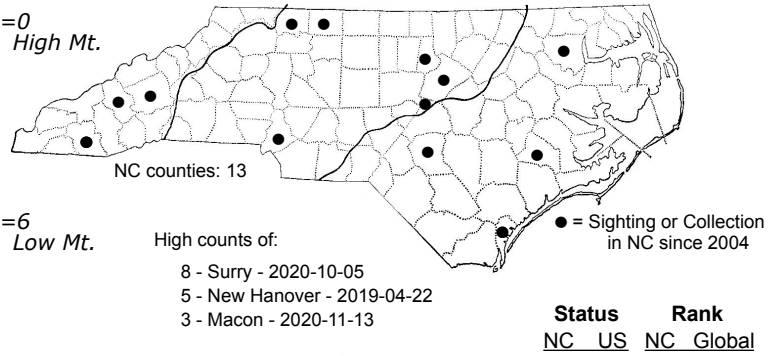 =0
High Mt.
NC counties: 13
=6
Low Mt.
High counts of:
8 - Surry - 2020-10-05
5 - New Hanover - 2019-04-22
3 - Macon - 2020-11-13
= Sighting or Collection
in NC since 2004
Status Rank
NC US NC Global